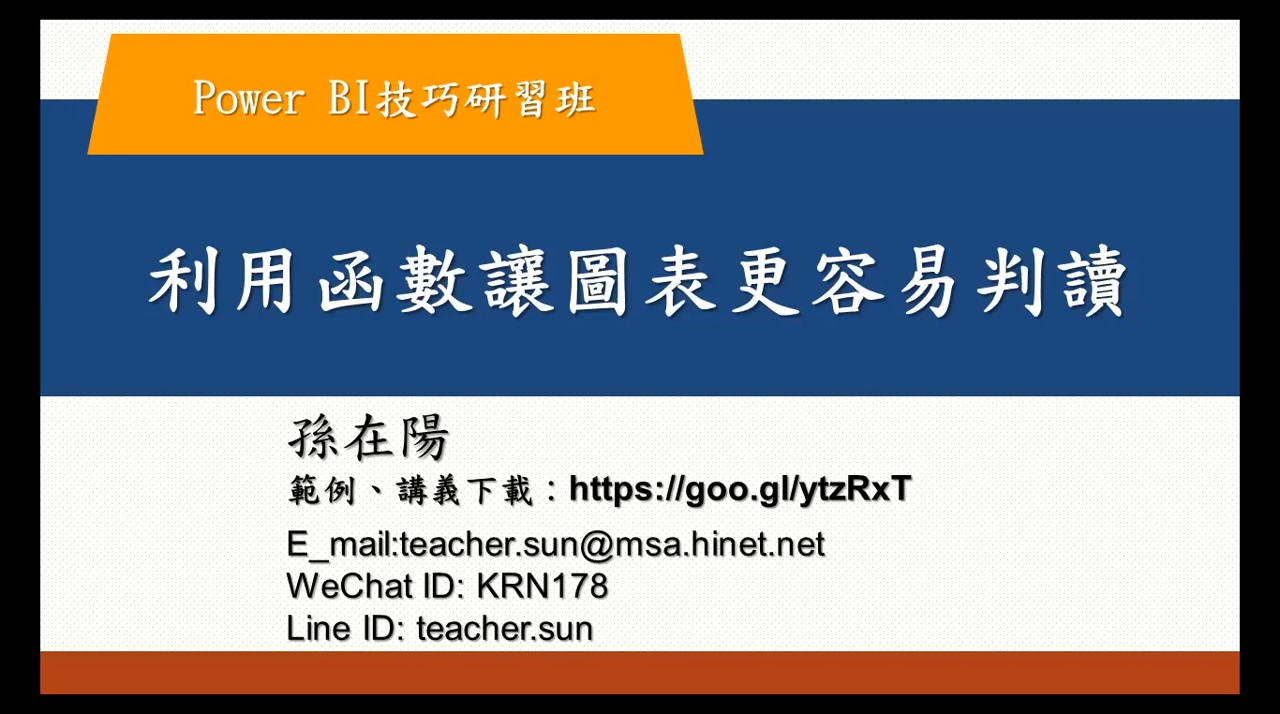 Power BI技巧研習班
利用函數讓圖表更容易判讀
孫在陽
範例、講義下載：https://goo.gl/ytzRxT
E_mail:teacher.sun@msa.hinet.net
WeChat ID: KRN178
Line ID: teacher.sun